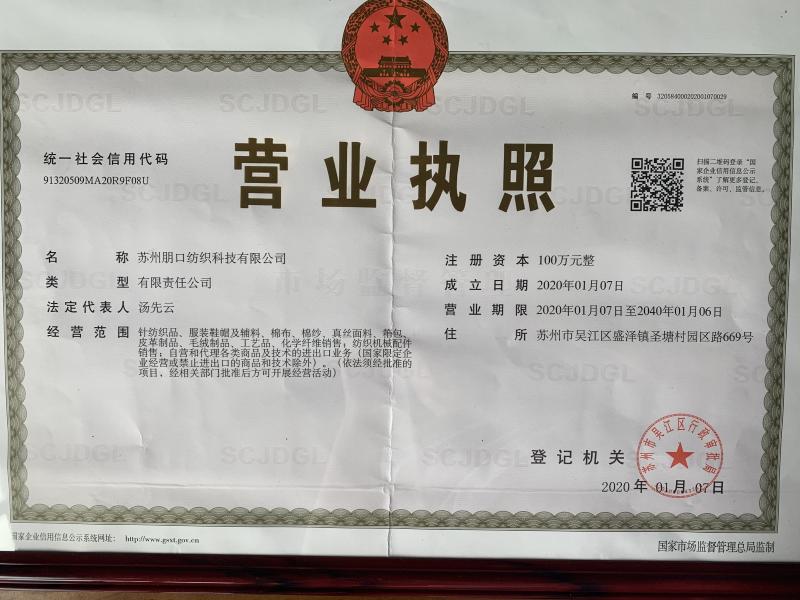 编 号 320584000202001070029
统一社会信用代码
91320509MA20R9F08U
营业执照
扫描二维码登录“国
家企业信用信息公示
系统”了解更多登记、
备案、许可、监管信息。
名 称 苏州朋口纺织科技有限公司
类 型 有限责任公司
法定代表人 汤先云
经营范围 针纺织品、服装鞋帽及辅料、棉布、棉纱、真丝面料、箱包、
皮革制品、毛绒制品、工艺品、化学纤维销售；纺织机械配件
销售；自营和代理各类商品及技术的进出口业务（国家限定企
业经营或禁止进出口的商品和技术除外）。（依法须经批准的
项目，经相关部门批准后方可开展经营活动）
注册资本 100万元整
成立日期 2020年01月07日
营业期限 2020年01月07日至2040年01月06日
住 所 苏州市吴江区盛泽镇圣塘村园区路669号
登记机关
苏州市吴江区行政审批局
2020 年 01 月 07 日
国家企业信用信息公示系统网址： http://www.gsxt.gov.cn
国家市场监督管理总局监制
SCJDGL
市场监督管理